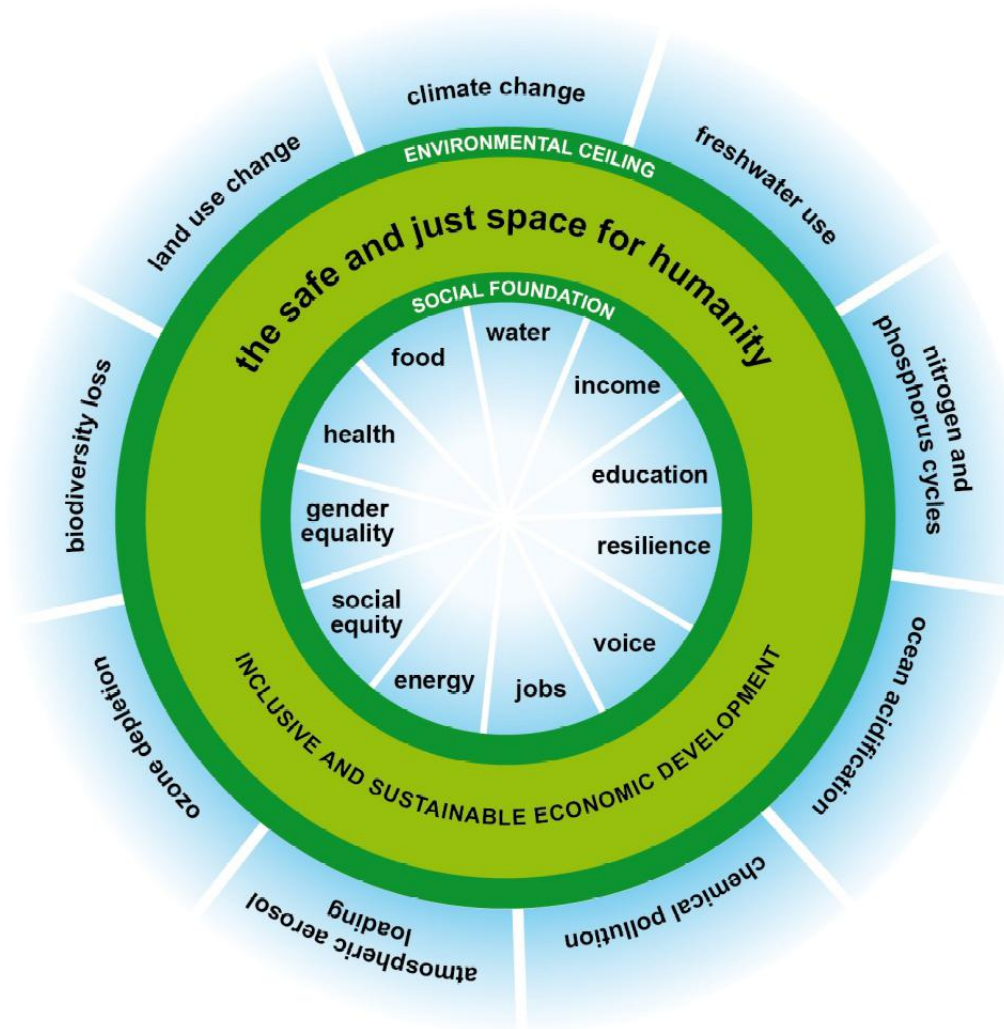 climate change
freshwater use
nitrogen and
phosphorus cycles
ocean acidification
chemical pollution
atmospheric aerosol
loading
ozone depletion
biodiversity loss
land use change
ENVIRONMENTAL CEILING
the safe and just space for humanity
SOCIAL FOUNDATION
water
income
education
resilience
voice
jobs
energy
social
equity
gender
equality
health
food
INCLUSIVE AND SUSTAINABLE ECONOMIC DEVELOPMENT